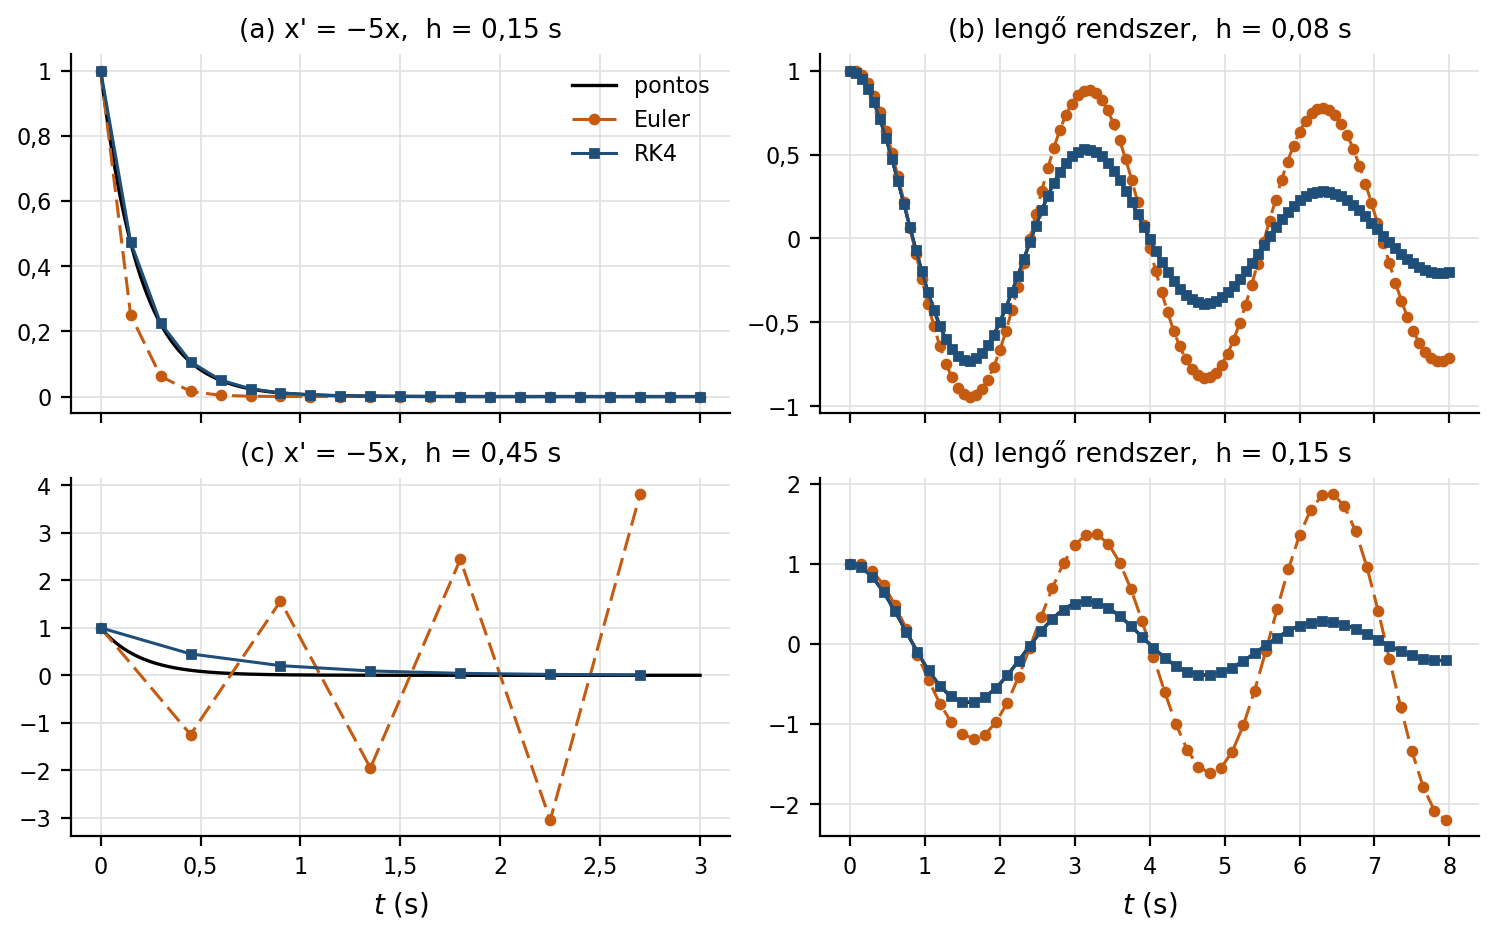 (a) x' = −5x,  h = 0,15 s
1
0,8
0,6
0,4
0,2
0
pontos
Euler
RK4
(b) lengő rendszer,  h = 0,08 s
1
0,5
0
−0,5
−1
(c) x' = −5x,  h = 0,45 s
4
3
2
1
0
−1
−2
−3
0 0,5 1 1,5 2 2,5 3
t (s)
(d) lengő rendszer,  h = 0,15 s
2
1
0
−1
−2
0 1 2 3 4 5 6 7 8
t (s)